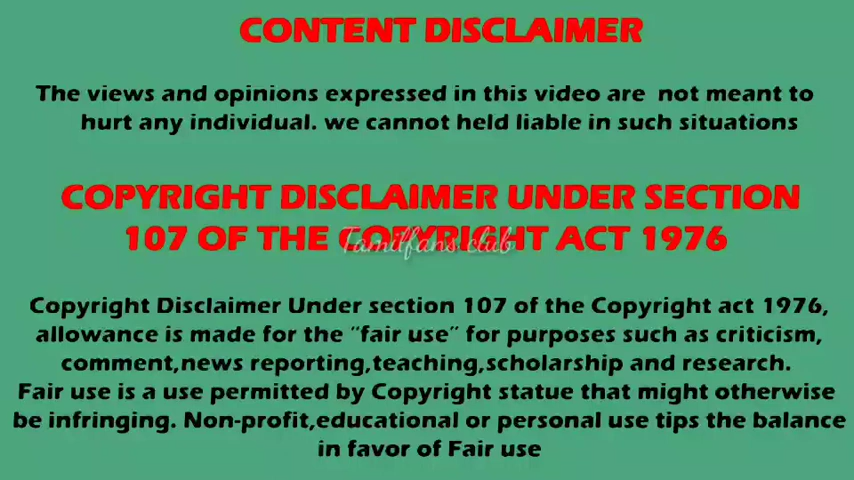 CONTENT DISCLAIMER
The views and opinions expressed in this video are not meant to
hurt any individual. we cannot held liable in such situations
COPYRIGHT DISCLAIMER UNDER SECTION
107 OF THE COPYRIGHT ACT 1976
Tamilfans club
Copyright Disclaimer Under section 107 of the Copyright act 1976,
allowance is made for the “fair use” for purposes such as criticism,
comment,news reporting,teaching,scholarship and research.
Fair use is a use permitted by Copyright statue that might otherwise
be infringing. Non-profit,educational or personal use tips the balance
in favor of Fair use